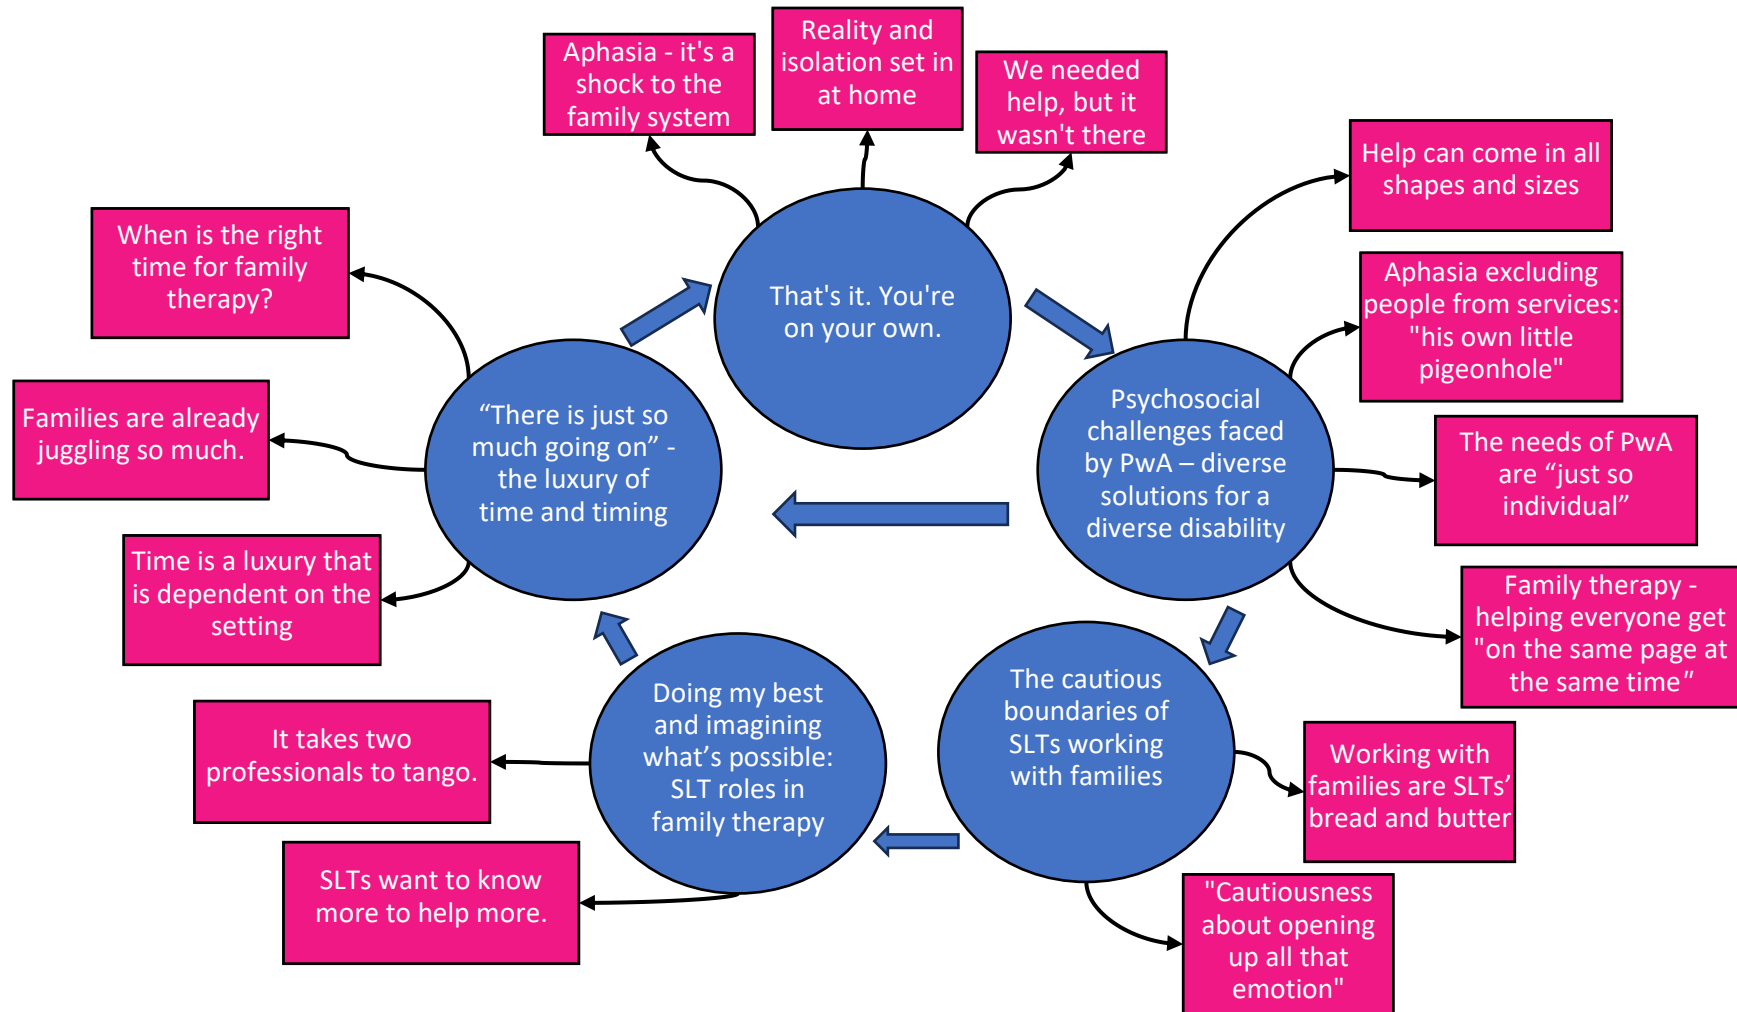 Aphasia - it's a
shock to the
family system
Reality and
isolation set in
at home
We needed
help, but it
wasn't there
Help can come in all
shapes and sizes
When is the right
time for family
therapy?
That's it. You're
on your own.
Aphasia excluding
people from services:
"his own little
pigeonhole"
Families are already
juggling so much.
“There is just so
much going on” -
the luxury of
time and timing
Psychosocial
challenges faced
by PwA – diverse
solutions for a
diverse disability
The needs of PwA
are “just so
individual”
Time is a luxury that
is dependent on the
setting
Family therapy -
helping everyone get
"on the same page at
the same time"
Doing my best
and imagining
what’s possible:
SLT roles in
family therapy
The cautious
boundaries of
SLTs working
with families
It takes two
professionals to tango.
Working with
families are SLTs’
bread and butter
SLTs want to know
more to help more.
"Cautiousness
about opening
up all that
emotion"